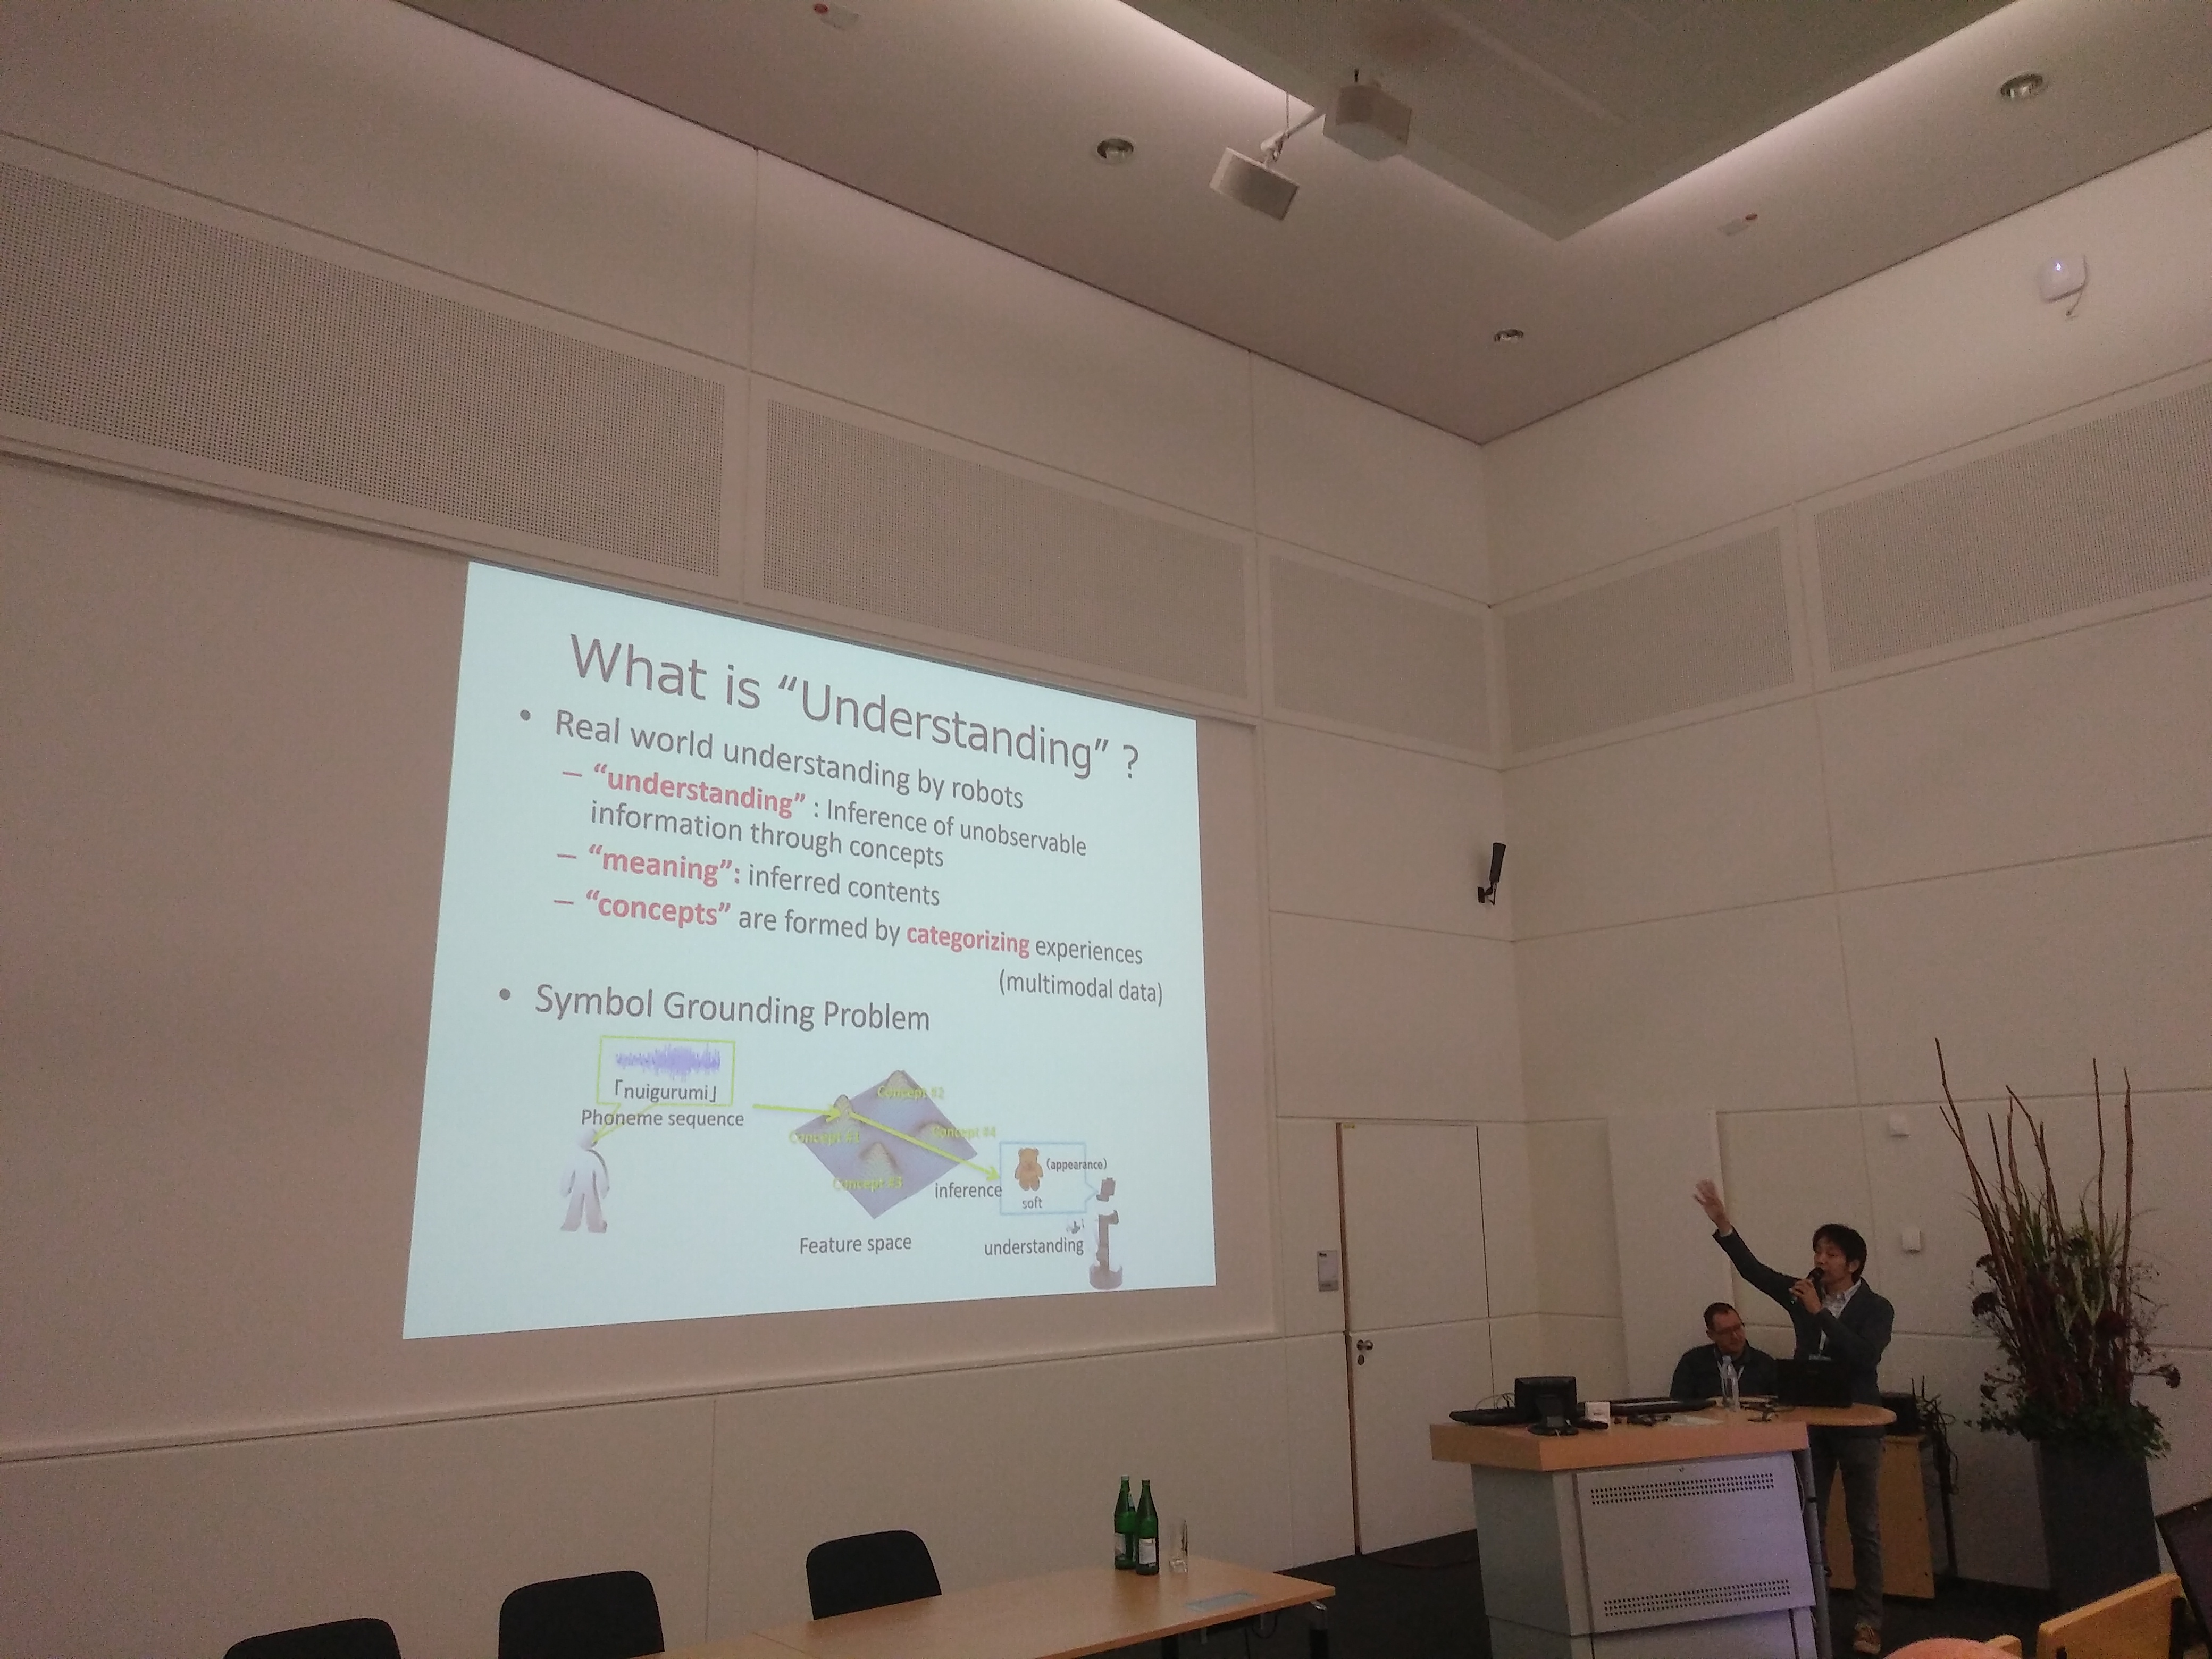 What is “Understanding” ?
• Real world understanding by robots
– “understanding” : Inference of unobservable
information through concepts
– “meaning”: inferred contents
– “concepts” are formed by categorizing experiences
(multimodal data)
• Symbol Grounding Problem
「nuigurumi」
Phoneme sequence
Concept #2
Concept #1
Concept #4
Concept #3
Feature space
inference
(appearance)
soft
understanding